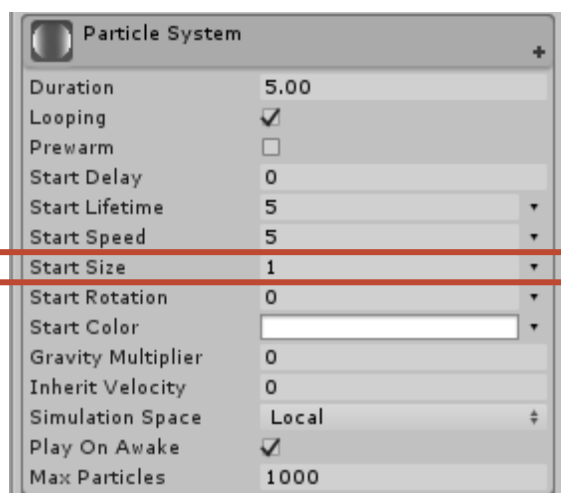 Particle System
Duration 5.00
Looping
Prewarm
Start Delay 0
Start Lifetime 5
Start Speed 5
Start Size 1
Start Rotation 0
Start Color
Gravity Multiplier 0
Inherit Velocity 0
Simulation Space Local
Play On Awake
Max Particles 1000